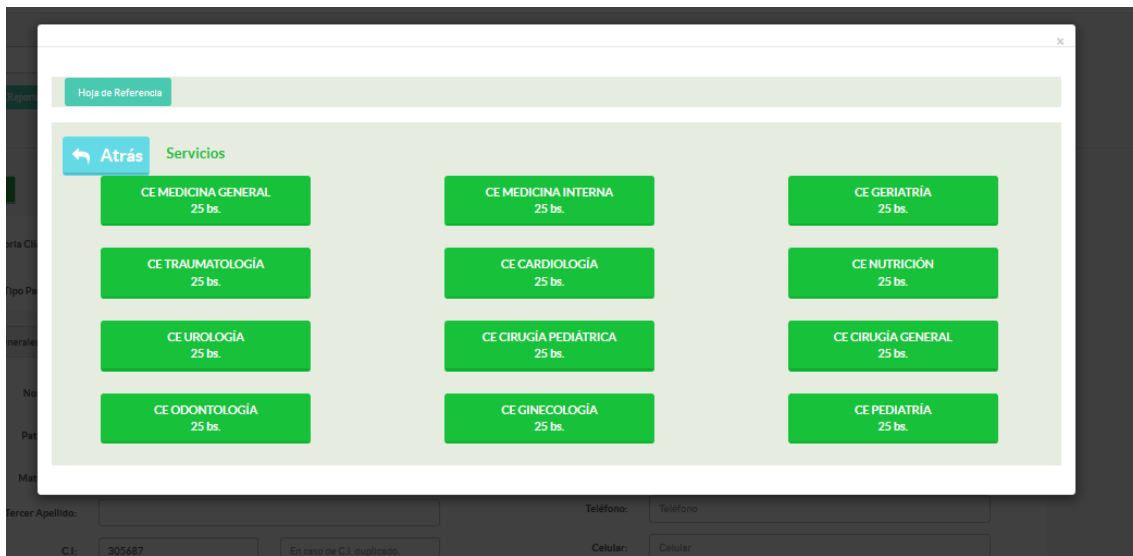 ×
Hoja de Referencia
Atrás
Servicios
CE MEDICINA GENERAL
25 bs.
CE MEDICINA INTERNA
25 bs.
CE GERIATRÍA
25 bs.
CE TRAUMATOLOGÍA
25 bs.
CE CARDIOLOGÍA
25 bs.
CE NUTRICIÓN
25 bs.
CE UROLOGÍA
25 bs.
CE CIRUGÍA PEDIÁTRICA
25 bs.
CE CIRUGÍA GENERAL
25 bs.
CE ODONTOLOGÍA
25 bs.
CE GINECOLOGÍA
25 bs.
CE PEDIATRÍA
25 bs.
Tercer Apellido:
Teléfono:
Teléfono
C.I:
305687
En caso de C.I. duplicado.
Celular:
Celular